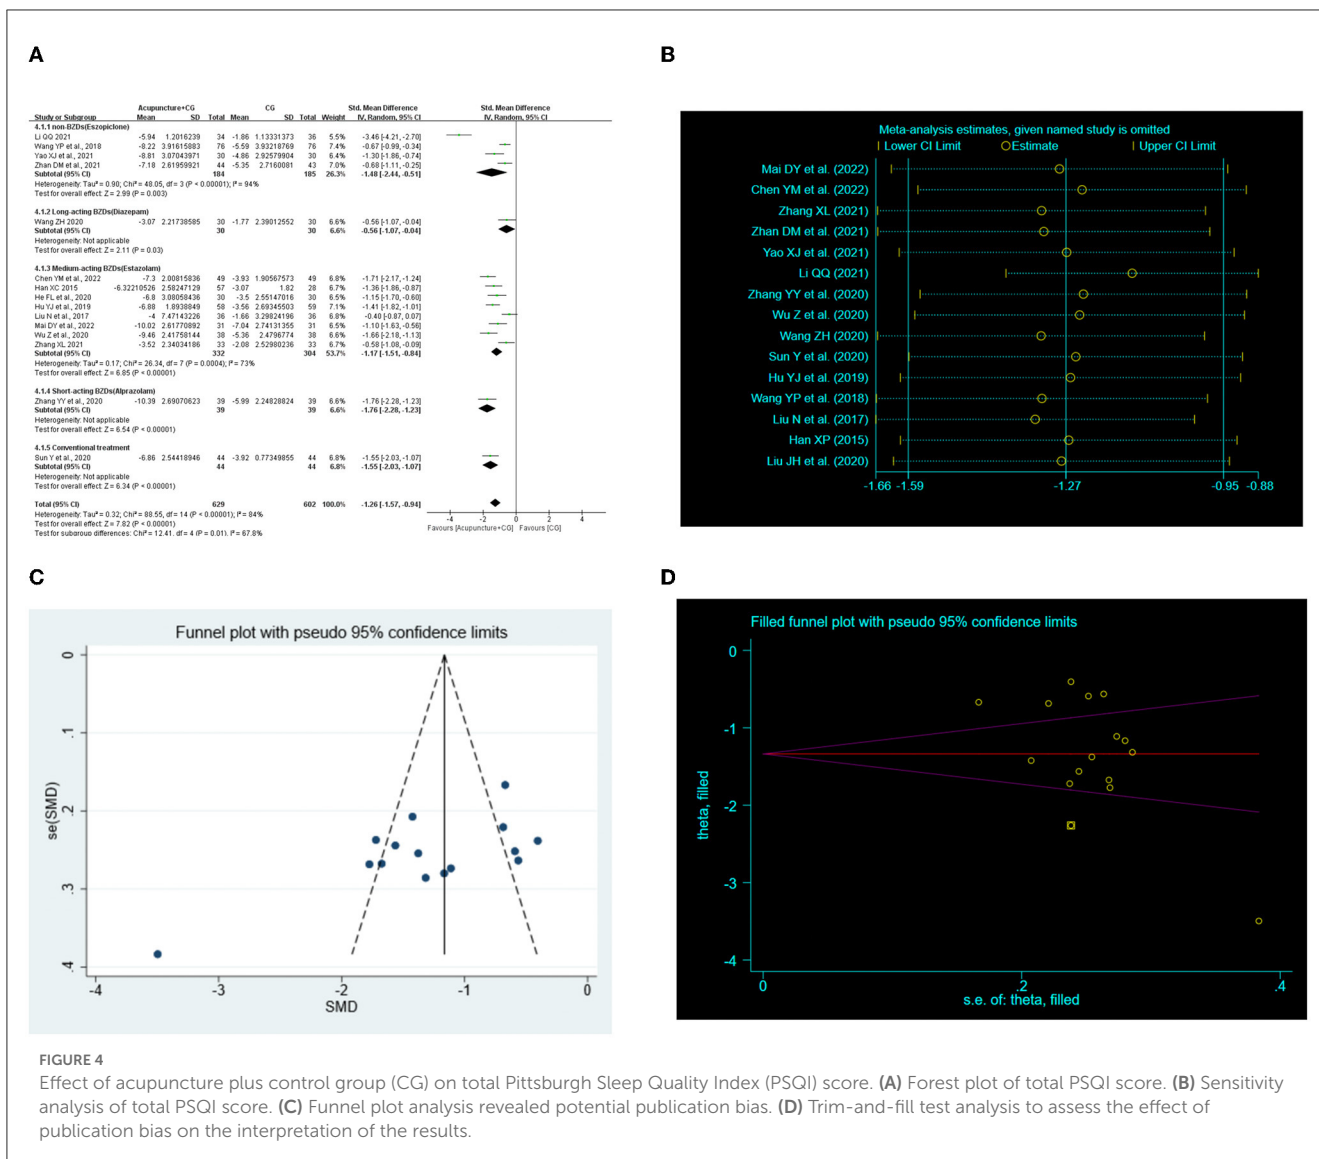 A
Acupuncture+CG CG Std. Mean Difference Std. Mean Difference
Study or Subgroup Mean SD Total Mean SD Total Weight IV, Random, 95% CI IV, Random, 95% CI
4.1.1 non-BZDs(Eszopiclone)
Li QQ 2021 -5.94 1.2016239 34 -1.86 1.13331373 36 5.5% -3.46 [-4.21, -2.70]
Wang YP et al., 2018 -8.22 3.91615883 76 -5.59 3.93218769 76 7.4% -0.67 [-0.99, -0.34]
Yao XJ et al., 2021 -8.81 3.07043971 30 -4.86 2.92579904 30 6.4% -1.30 [-1.86, -0.74]
Zhan DM et al., 2021 -7.18 2.61959921 44 -5.35 2.7160081 43 7.0% -0.68 [-1.11, -0.25]
Subtotal (95% CI) 184 185 26.3% -1.48 [-2.44, -0.51]
Heterogeneity: Tau² = 0.90; Chi² = 48.05, df = 3 (P < 0.00001); I² = 94%
Test for overall effect: Z = 2.99 (P = 0.003)
4.1.2 Long-acting BZDs(Diazepam)
Wang ZH 2020 -3.07 2.21738585 30 -1.77 2.39012552 30 6.6% -0.56 [-1.07, -0.04]
Subtotal (95% CI) 30 30 6.6% -0.56 [-1.07, -0.04]
Heterogeneity: Not applicable
Test for overall effect: Z = 2.11 (P = 0.03)
4.1.3 Medium-acting BZDs(Estazolam)
Chen YM et al., 2022 -7.3 2.00815836 49 -3.93 1.90567573 49 6.8% -1.71 [-2.17, -1.24]
Han XC 2015 -6.32210526 2.58247129 57 -3.07 1.82 28 6.7% -1.36 [-1.86, -0.87]
He FL et al., 2020 -6.8 3.08058436 30 -3.5 2.55147016 30 6.5% -1.15 [-1.70, -0.60]
Hu YJ et al., 2019 -6.88 1.8938849 58 -3.56 2.69345503 59 7.1% -1.41 [-1.82, -1.01]
Liu N et al., 2017 -4 7.47143226 36 -1.66 3.29824196 36 6.8% -0.40 [-0.87, 0.07]
Mai DY et al., 2022 -10.02 2.61770892 31 -7.04 2.74131355 31 6.5% -1.10 [-1.63, -0.56]
Wu Z et al., 2020 -9.46 2.41758144 38 -5.36 2.4796774 38 6.6% -1.66 [-2.18, -1.13]
Zhang XL 2021 -3.52 2.34034186 33 -2.08 2.52980236 33 6.7% -0.58 [-1.08, -0.09]
Subtotal (95% CI) 332 304 53.7% -1.17 [-1.51, -0.84]
Heterogeneity: Tau² = 0.17; Chi² = 26.34, df = 7 (P = 0.0004); I² = 73%
Test for overall effect: Z = 6.85 (P < 0.00001)
4.1.4 Short-acting BZDs(Alprazolam)
Zhang YY et al., 2020 -10.39 2.69070623 39 -5.99 2.24828824 39 6.6% -1.76 [-2.28, -1.23]
Subtotal (95% CI) 39 39 6.6% -1.76 [-2.28, -1.23]
Heterogeneity: Not applicable
Test for overall effect: Z = 6.54 (P < 0.00001)
4.1.5 Conventional treatment
Sun Y et al., 2020 -6.86 2.54418946 44 -3.92 0.77349855 44 6.8% -1.55 [-2.03, -1.07]
Subtotal (95% CI) 44 44 6.8% -1.55 [-2.03, -1.07]
Heterogeneity: Not applicable
Test for overall effect: Z = 6.34 (P < 0.00001)
Total (95% CI) 629 602 100.0% -1.26 [-1.57, -0.94]
Heterogeneity: Tau² = 0.32; Chi² = 88.55, df = 14 (P < 0.00001); I² = 84%
Test for overall effect: Z = 7.82 (P < 0.00001)
Test for subgroup differences: Chi² = 12.41, df = 4 (P = 0.01), I² = 67.8%
-4 -2 0 2 4
Favours [Acupuncture+CG] Favours [CG]
B
Meta-analysis estimates, given named study is omitted
Lower CI Limit Estimate Upper CI Limit
Mai DY et al. (2022)
Chen YM et al. (2022)
Zhang XL (2021)
Zhan DM et al. (2021)
Yao XJ et al. (2021)
Li QQ (2021)
Zhang YY et al. (2020)
Wu Z et al. (2020)
Wang ZH (2020)
Sun Y et al. (2020)
Hu YJ et al. (2019)
Wang YP et al. (2018)
Liu N et al. (2017)
Han XP (2015)
Liu JH et al. (2020)
-1.66 -1.59 -1.27 -0.95 -0.88
C
Funnel plot with pseudo 95% confidence limits
se(SMD)
0
.1
.2
.3
.4
-4 -3 -2 -1 0
SMD
D
Filled funnel plot with pseudo 95% confidence limits
theta, filled
0
-1
-2
-3
-4
0 .2 .4
s.e. of: theta, filled
FIGURE 4
Effect of acupuncture plus control group (CG) on total Pittsburgh Sleep Quality Index (PSQI) score. (A) Forest plot of total PSQI score. (B) Sensitivity
analysis of total PSQI score. (C) Funnel plot analysis revealed potential publication bias. (D) Trim-and-fill test analysis to assess the effect of
publication bias on the interpretation of the results.